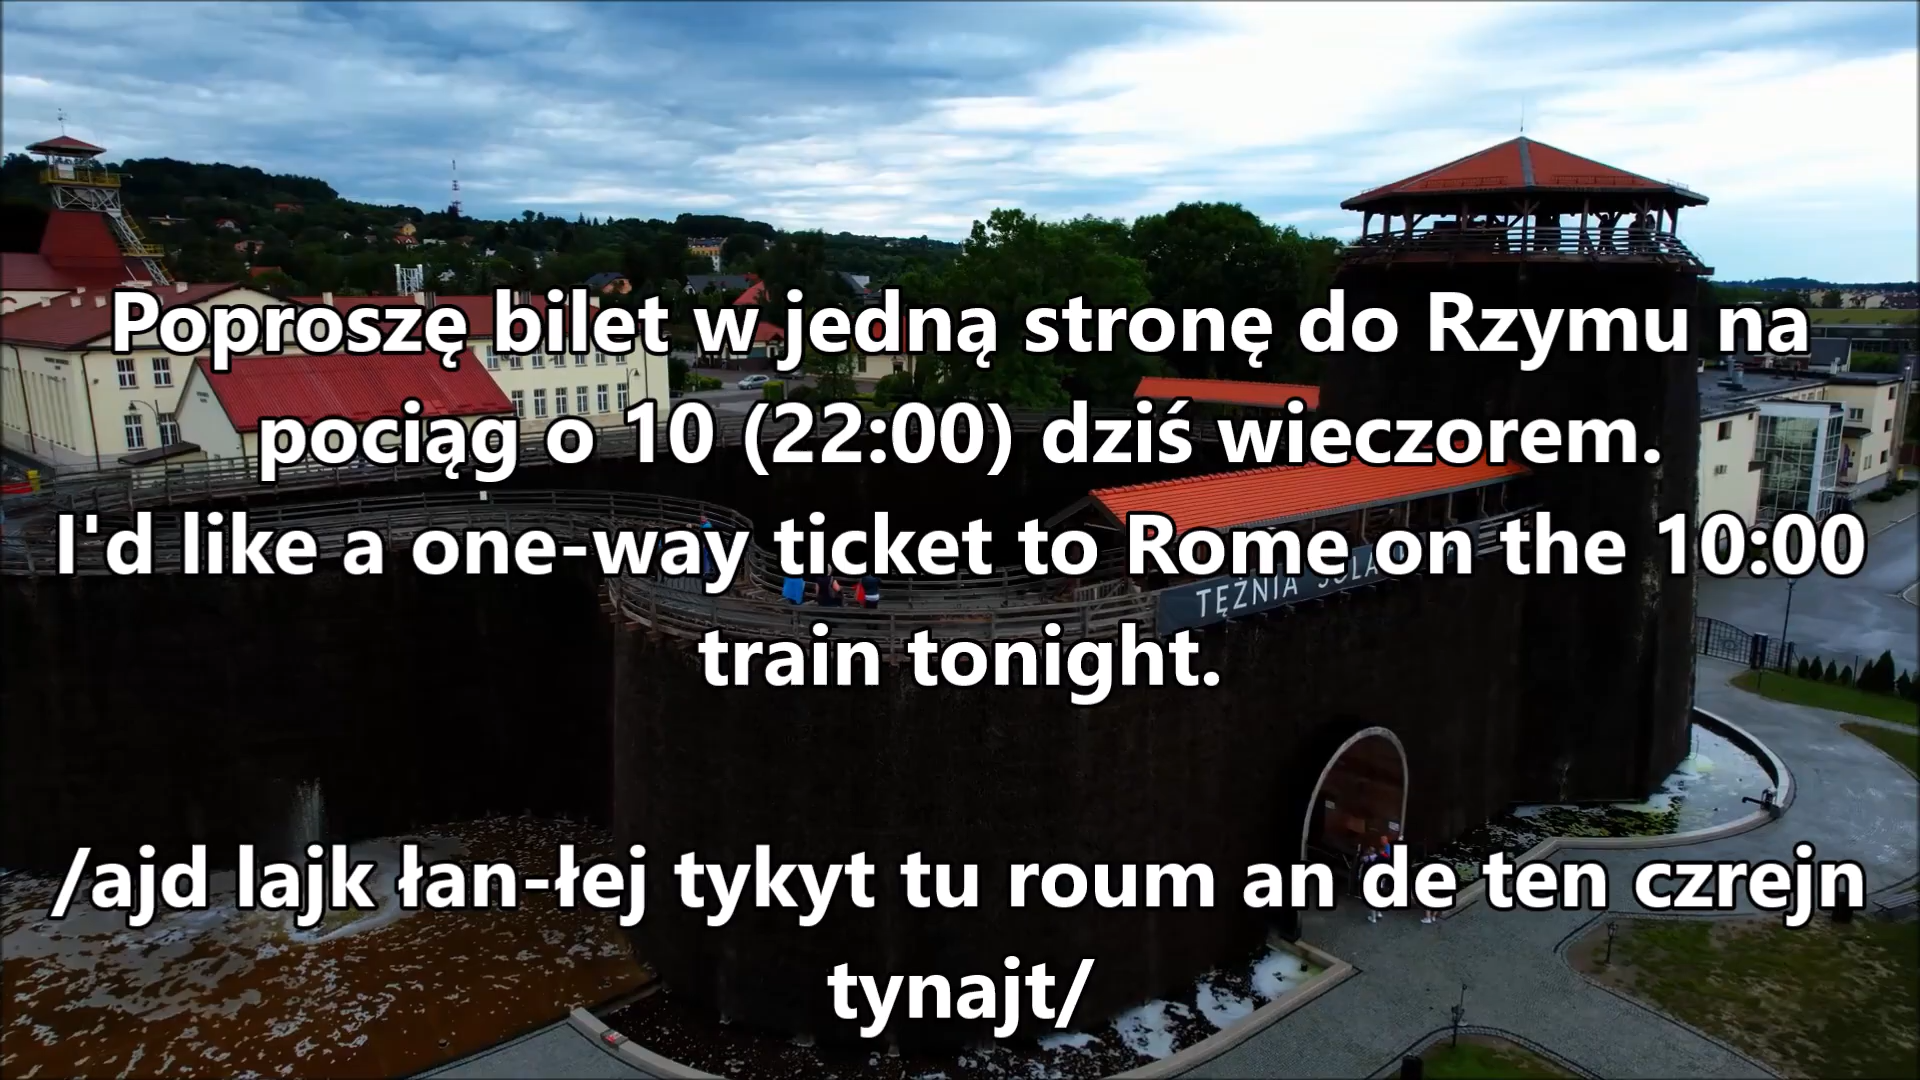 Poproszę bilet w jedną stronę do Rzymu na
pociąg o 10 (22:00) dziś wieczorem.
I'd like a one-way ticket to Rome on the 10:00
train tonight.
TĘŻNIA
/ajd lajk łan-łej tykyt tu roum an de ten czrejn
tynajt/